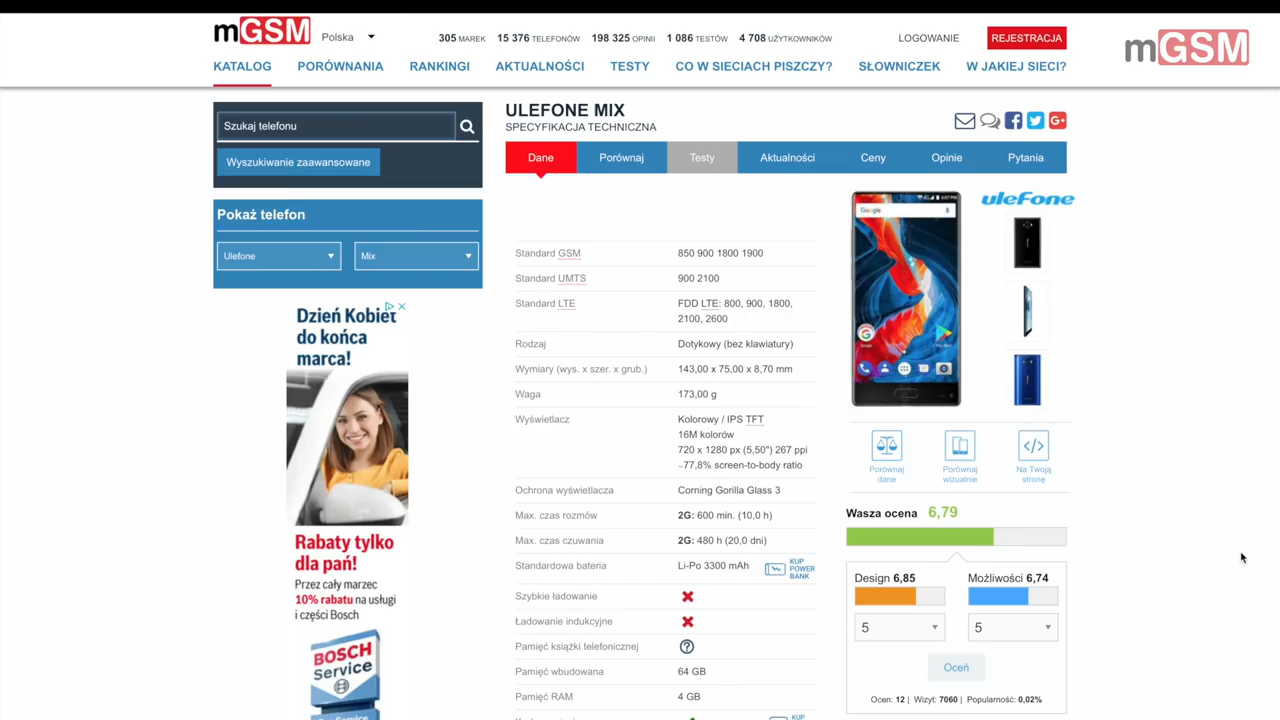 mGSM
Polska
305 MAREK 15 376 TELEFONÓW 198 325 OPINII 1 086 TESTÓW 4 708 UŻYTKOWNIKÓW
LOGOWANIE
REJESTRACJA
mGSM
KATALOG PORÓWNANIA RANKINGI AKTUALNOŚCI TESTY CO W SIECIACH PISZCZY? SŁOWNICZEK W JAKIEJ SIECI?
Szukaj telefonu
Wyszukiwanie zaawansowane
Pokaż telefon
Ulefone
Mix
Dzień Kobiet
do końca
marca!
Rabaty tylko
dla pań!
Przez cały marzec
10% rabatu na usługi
i części Bosch
BOSCH
Service
ULEFONE MIX
SPECYFIKACJA TECHNICZNA
Dane Porównaj Testy Aktualności Ceny Opinie Pytania
Standard GSM 850 900 1800 1900
Standard UMTS 900 2100
Standard LTE FDD LTE: 800, 900, 1800,
2100, 2600
Rodzaj Dotykowy (bez klawiatury)
Wymiary (wys. x szer. x grub.) 143,00 x 75,00 x 8,70 mm
Waga 173,00 g
Wyświetlacz Kolorowy / IPS TFT
16M kolorów
720 x 1280 px (5,50") 267 ppi
~77,8% screen-to-body ratio
Ochrona wyświetlacza Corning Gorilla Glass 3
Max. czas rozmów 2G: 600 min. (10,0 h)
Max. czas czuwania 2G: 480 h (20,0 dni)
Standardowa bateria Li-Po 3300 mAh
KUP
POWER
BANK
Szybkie ładowanie
Ładowanie indukcyjne
Pamięć książki telefonicznej
Pamięć wbudowana 64 GB
Pamięć RAM 4 GB
KUP
ulefone
Google
Porównaj
dane
Porównaj
wizualnie
Na Twoją
stronę
Wasza ocena 6,79
Design 6,85
Możliwości 6,74
5
5
Oceń
Ocen: 12 | Wizyt: 7060 | Popularność: 0,02%